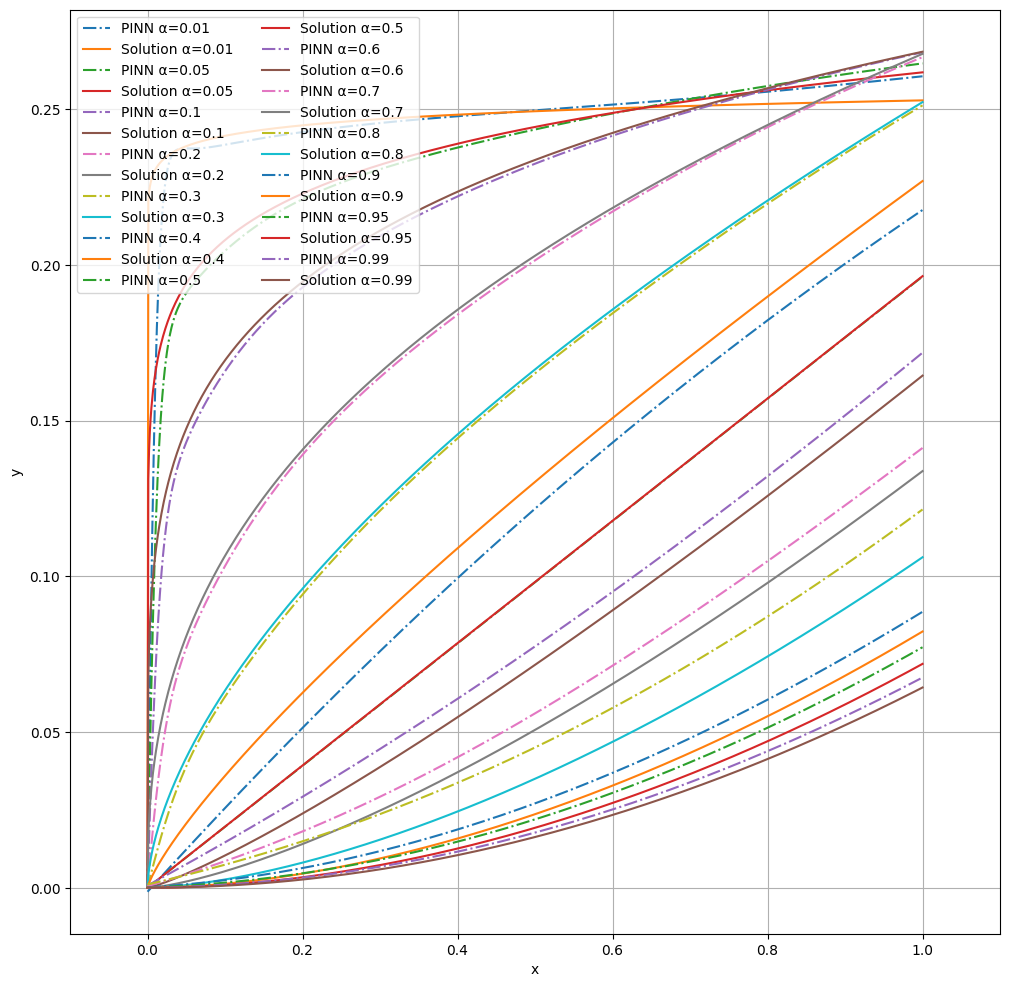 PINN α=0.01
Solution α=0.01
PINN α=0.05
Solution α=0.05
PINN α=0.1
Solution α=0.1
PINN α=0.2
Solution α=0.2
PINN α=0.3
Solution α=0.3
PINN α=0.4
Solution α=0.4
PINN α=0.5
Solution α=0.5
PINN α=0.6
Solution α=0.6
PINN α=0.7
Solution α=0.7
PINN α=0.8
Solution α=0.8
PINN α=0.9
Solution α=0.9
PINN α=0.95
Solution α=0.95
PINN α=0.99
Solution α=0.99
0.25
0.20
0.15
0.10
0.05
0.00
y
0.0 0.2 0.4 0.6 0.8 1.0
x